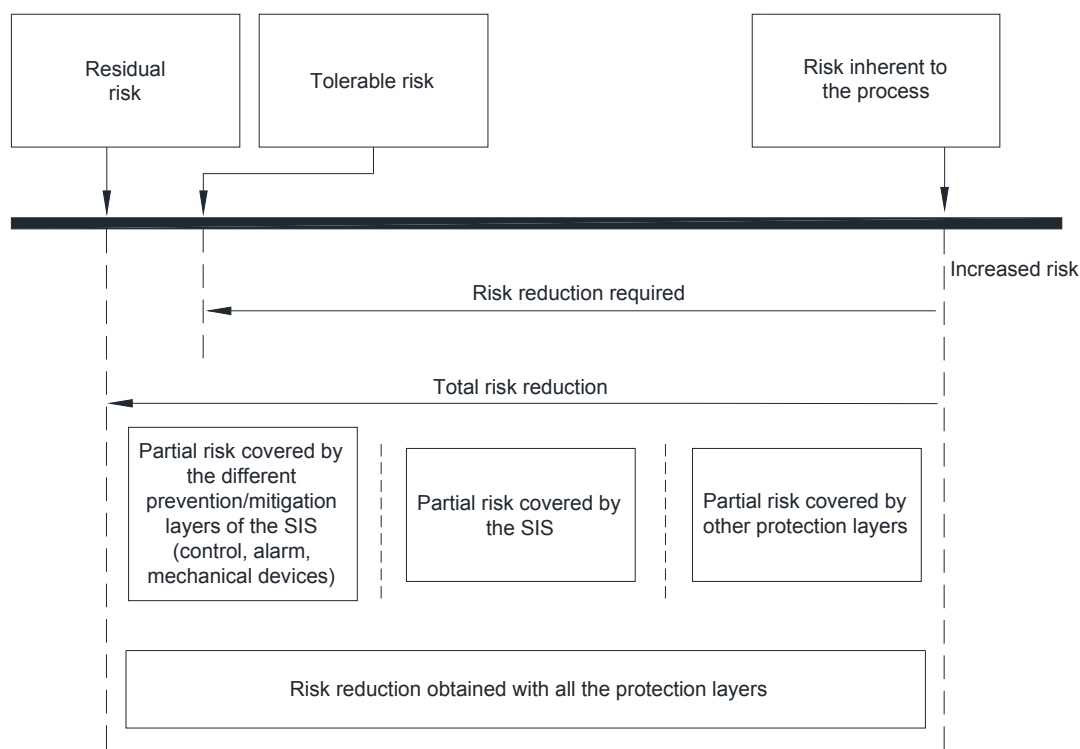 Residual
risk
Tolerable risk
Risk inherent to
the process
Increased risk
Risk reduction required
Total risk reduction
Partial risk covered by
the different
prevention/mitigation
layers of the SIS
(control, alarm,
mechanical devices)
Partial risk covered by
the SIS
Partial risk covered by
other protection layers
Risk reduction obtained with all the protection layers